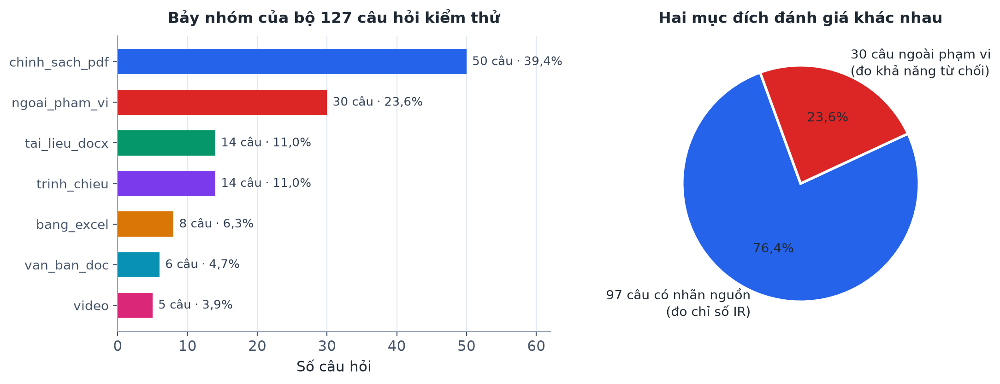 Bảy nhóm của bộ 127 câu hỏi kiểm thử
chinh_sach_pdf
50 câu · 39,4%
ngoai_pham_vi
30 câu · 23,6%
tai_lieu_docx
14 câu · 11,0%
trinh_chieu
14 câu · 11,0%
bang_excel
8 câu · 6,3%
van_ban_doc
6 câu · 4,7%
video
5 câu · 3,9%
0 10 20 30 40 50 60
Số câu hỏi
Hai mục đích đánh giá khác nhau
30 câu ngoài phạm vi
(đo khả năng từ chối)
23,6%
76,4%
97 câu có nhãn nguồn
(đo chỉ số IR)